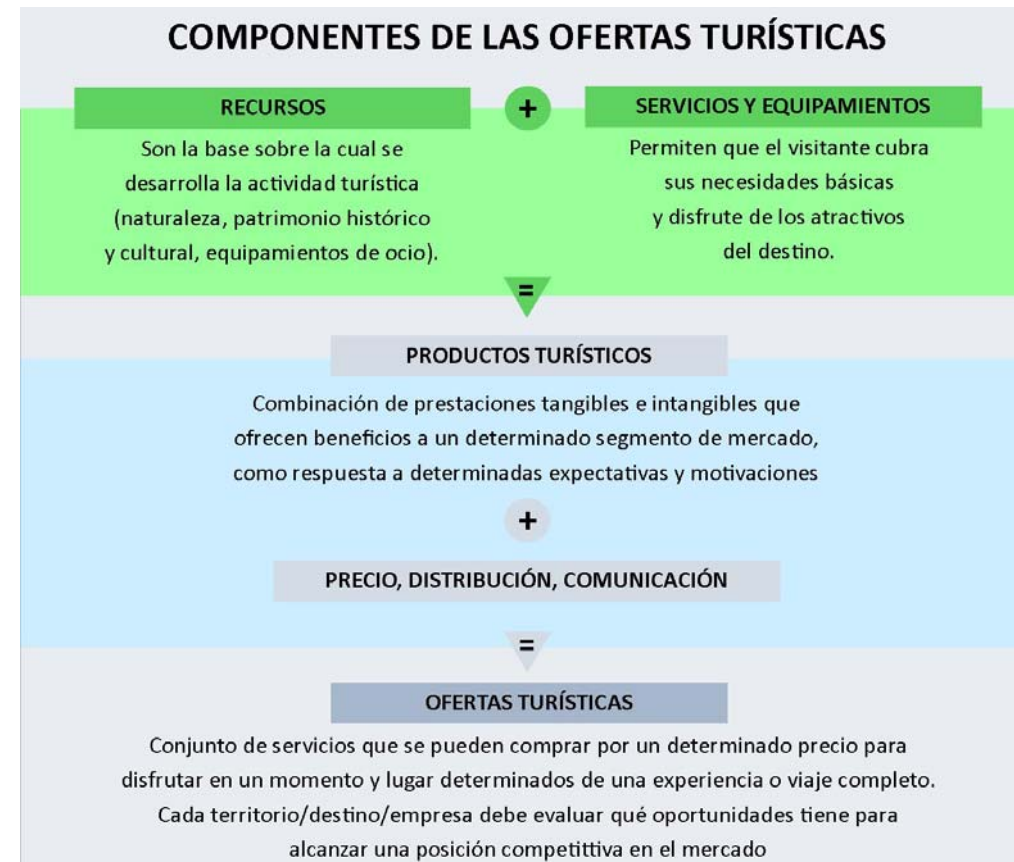 COMPONENTES DE LAS OFERTAS TURÍSTICAS
RECURSOS
Son la base sobre la cual se
desarrolla la actividad turística
(naturaleza, patrimonio histórico
y cultural, equipamientos de ocio).
+
SERVICIOS Y EQUIPAMIENTOS
Permiten que el visitante cubra
sus necesidades básicas
y disfrute de los atractivos
del destino.
=
PRODUCTOS TURÍSTICOS
Combinación de prestaciones tangibles e intangibles que
ofrecen beneficios a un determinado segmento de mercado,
como respuesta a determinadas expectativas y motivaciones
+
PRECIO, DISTRIBUCIÓN, COMUNICACIÓN
=
OFERTAS TURÍSTICAS
Conjunto de servicios que se pueden comprar por un determinado precio para
disfrutar en un momento y lugar determinados de una experiencia o viaje completo.
Cada territorio/destino/empresa debe evaluar qué oportunidades tiene para
alcanzar una posición competittiva en el mercado